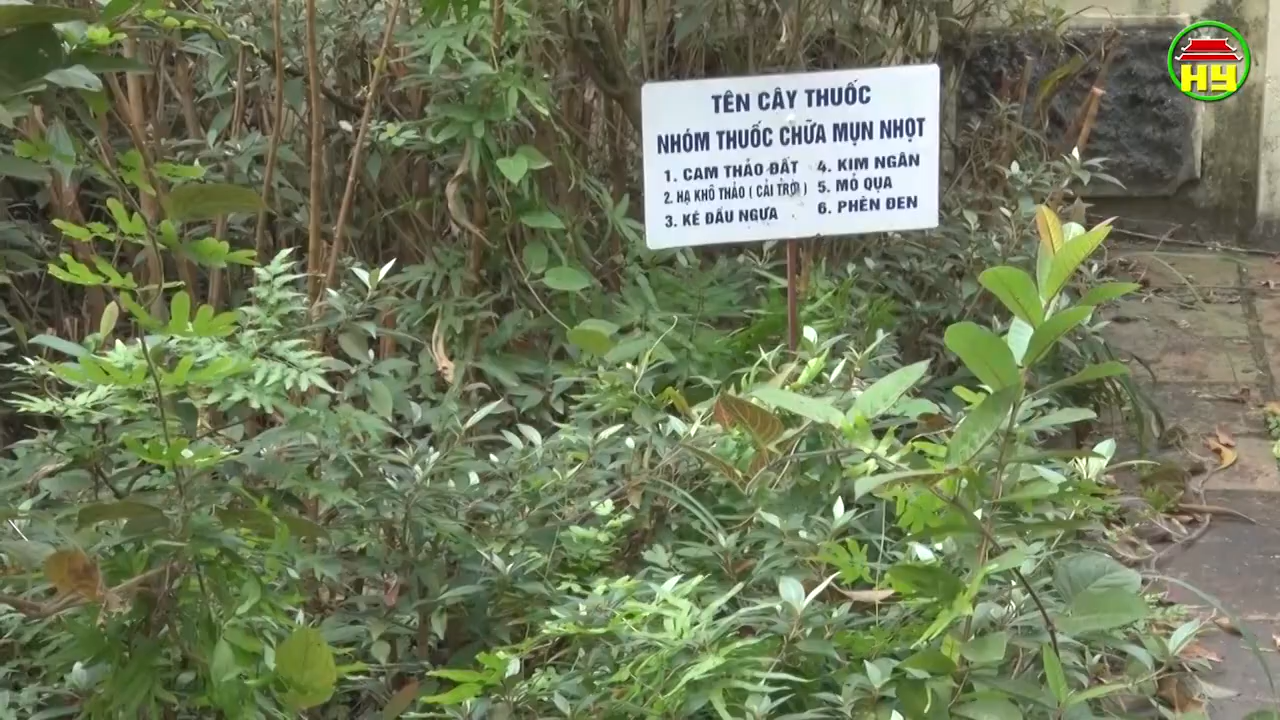 TÊN CÂY THUỐC
NHÓM THUỐC CHỮA MỤN NHỌT
1. CAM THẢO ĐẤT
2. HẠ KHÔ THẢO ( CẢI TRỜI )
3. KÉ ĐẦU NGỰA
4. KIM NGÂN
5. MỎ QUẠ
6. PHÈN ĐEN
HY